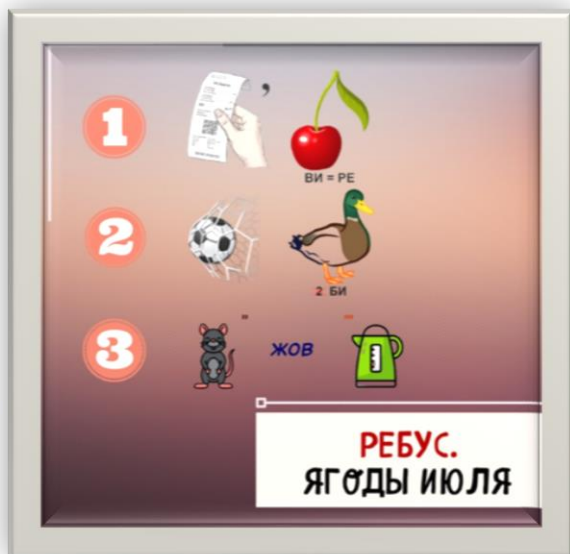 1 ,
ВИ = РЕ
2
2 БИ
3 " ЖОВ "
РЕБУС.
ЯГОДЫ ИЮЛЯ